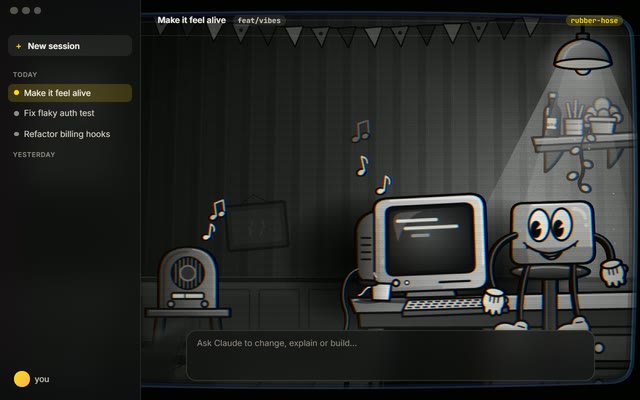 Make it feel alive
feat/vibes
rubber-hose
+ New session
TODAY
Make it feel alive
Fix flaky auth test
Refactor billing hooks
YESTERDAY
Ask Claude to change, explain or build...
you